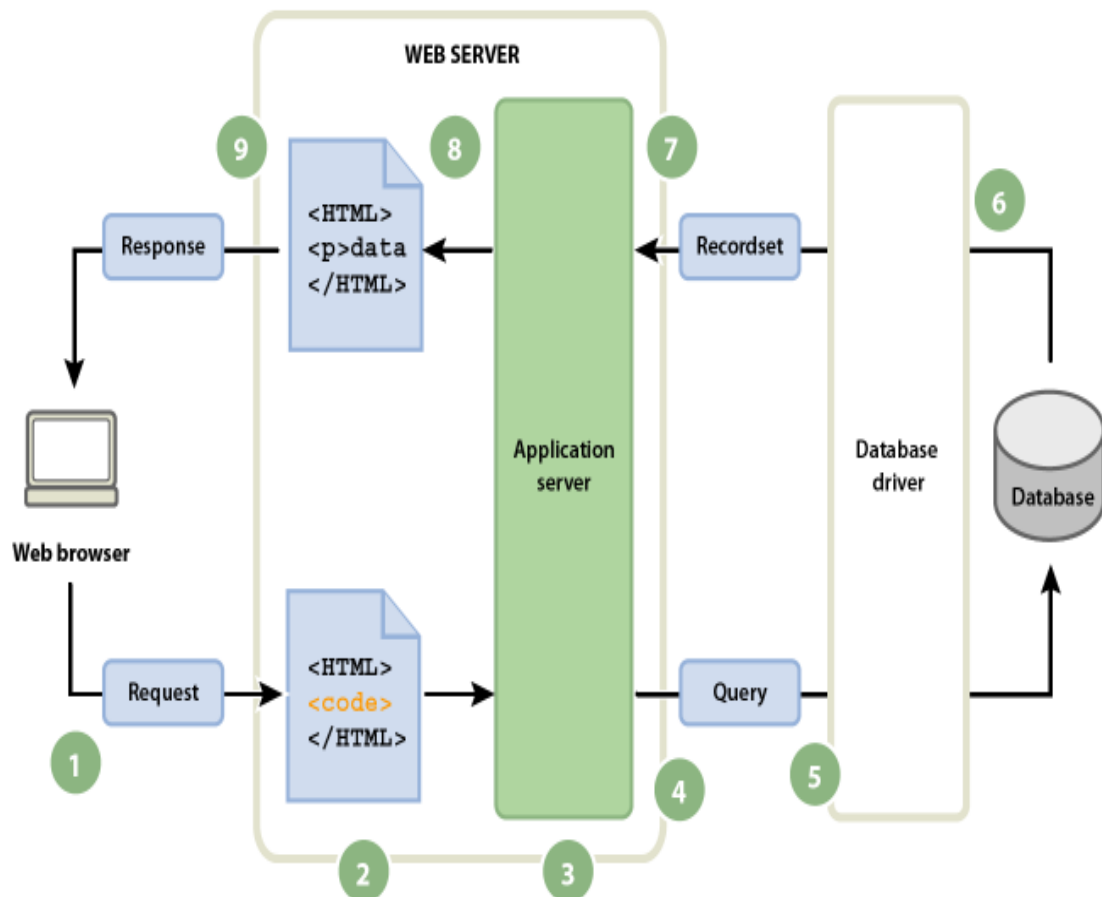 WEB SERVER
9
8
7
6
<HTML>
<p>data
</HTML>
Response
Recordset
Application
server
Database
driver
Database
Web browser
<HTML>
<code>
</HTML>
Request
Query
1
2
3
4
5